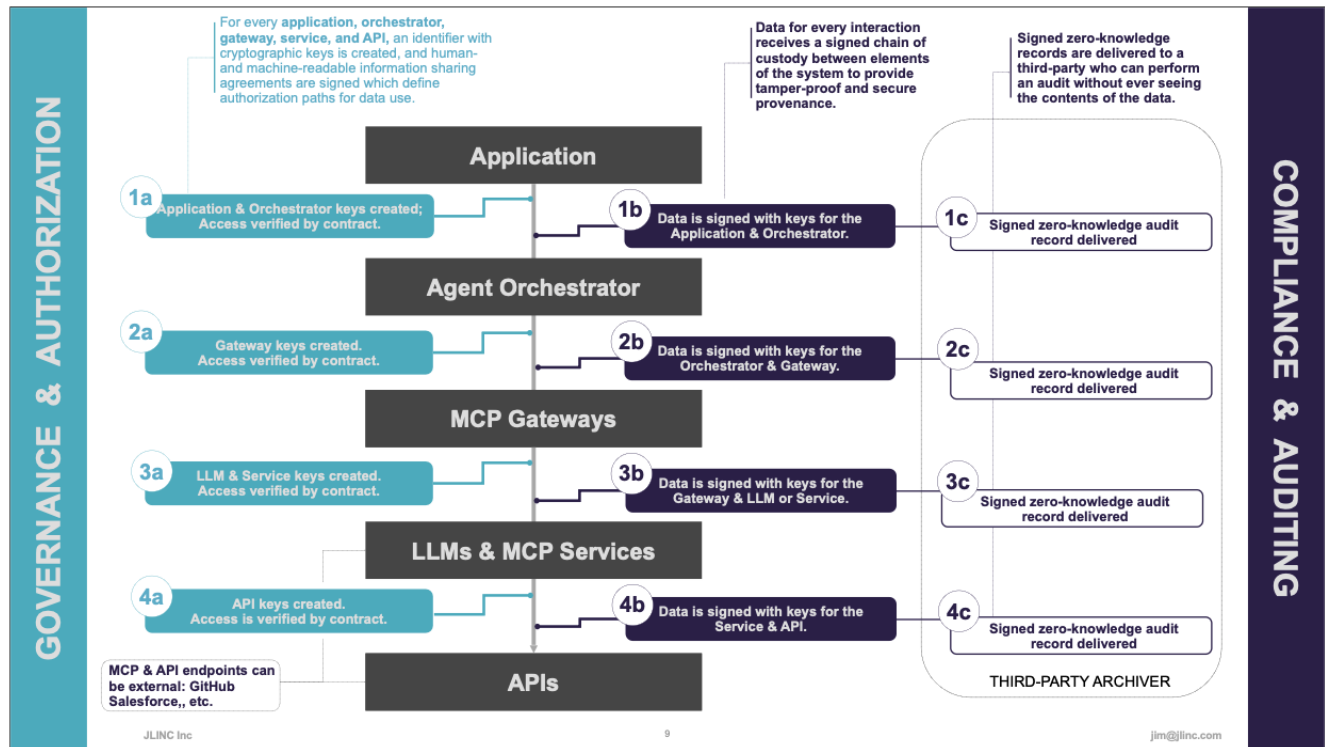 For every application, orchestrator,
gateway, service, and API, an identifier with
cryptographic keys is created, and human-
and machine-readable information sharing
agreements are signed which define
authorization paths for data use.
Data for every interaction
receives a signed chain of
custody between elements
of the system to provide
tamper-proof and secure
provenance.
Signed zero-knowledge
records are delivered to a
third-party who can perform
an audit without ever seeing
the contents of the data.
GOVERNANCE & AUTHORIZATION
COMPLIANCE & AUDITING
Application
1a
Application & Orchestrator keys created;
Access verified by contract.
1b
Data is signed with keys for the
Application & Orchestrator.
1c
Signed zero-knowledge audit
record delivered
Agent Orchestrator
2a
Gateway keys created.
Access verified by contract.
2b
Data is signed with keys for the
Orchestrator & Gateway.
2c
Signed zero-knowledge audit
record delivered
MCP Gateways
3a
LLM & Service keys created.
Access verified by contract.
3b
Data is signed with keys for the
Gateway & LLM or Service.
3c
Signed zero-knowledge audit
record delivered
LLMs & MCP Services
4a
API keys created.
Access is verified by contract.
4b
Data is signed with keys for the
Service & API.
4c
Signed zero-knowledge audit
record delivered
MCP & API endpoints can
be external: GitHub
Salesforce,, etc.
APIs
THIRD-PARTY ARCHIVER
JLINC Inc
9
jim@jlinc.com